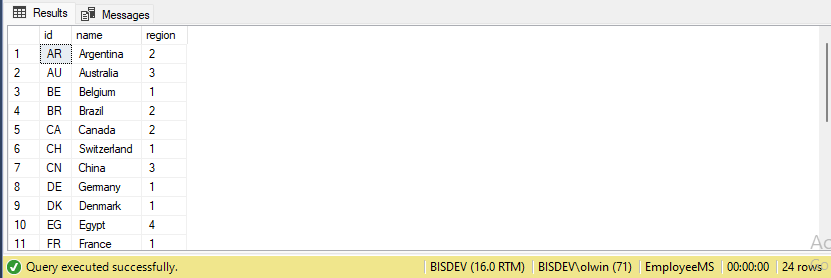 Results Messages
id name region
1 AR Argentina 2
2 AU Australia 3
3 BE Belgium 1
4 BR Brazil 2
5 CA Canada 2
6 CH Switzerland 1
7 CN China 3
8 DE Germany 1
9 DK Denmark 1
10 EG Egypt 4
11 FR France 1
Ac
Query executed successfully. BISDEV (16.0 RTM) BISDEV\olwin (71) EmployeeMS 00:00:00 24 rows